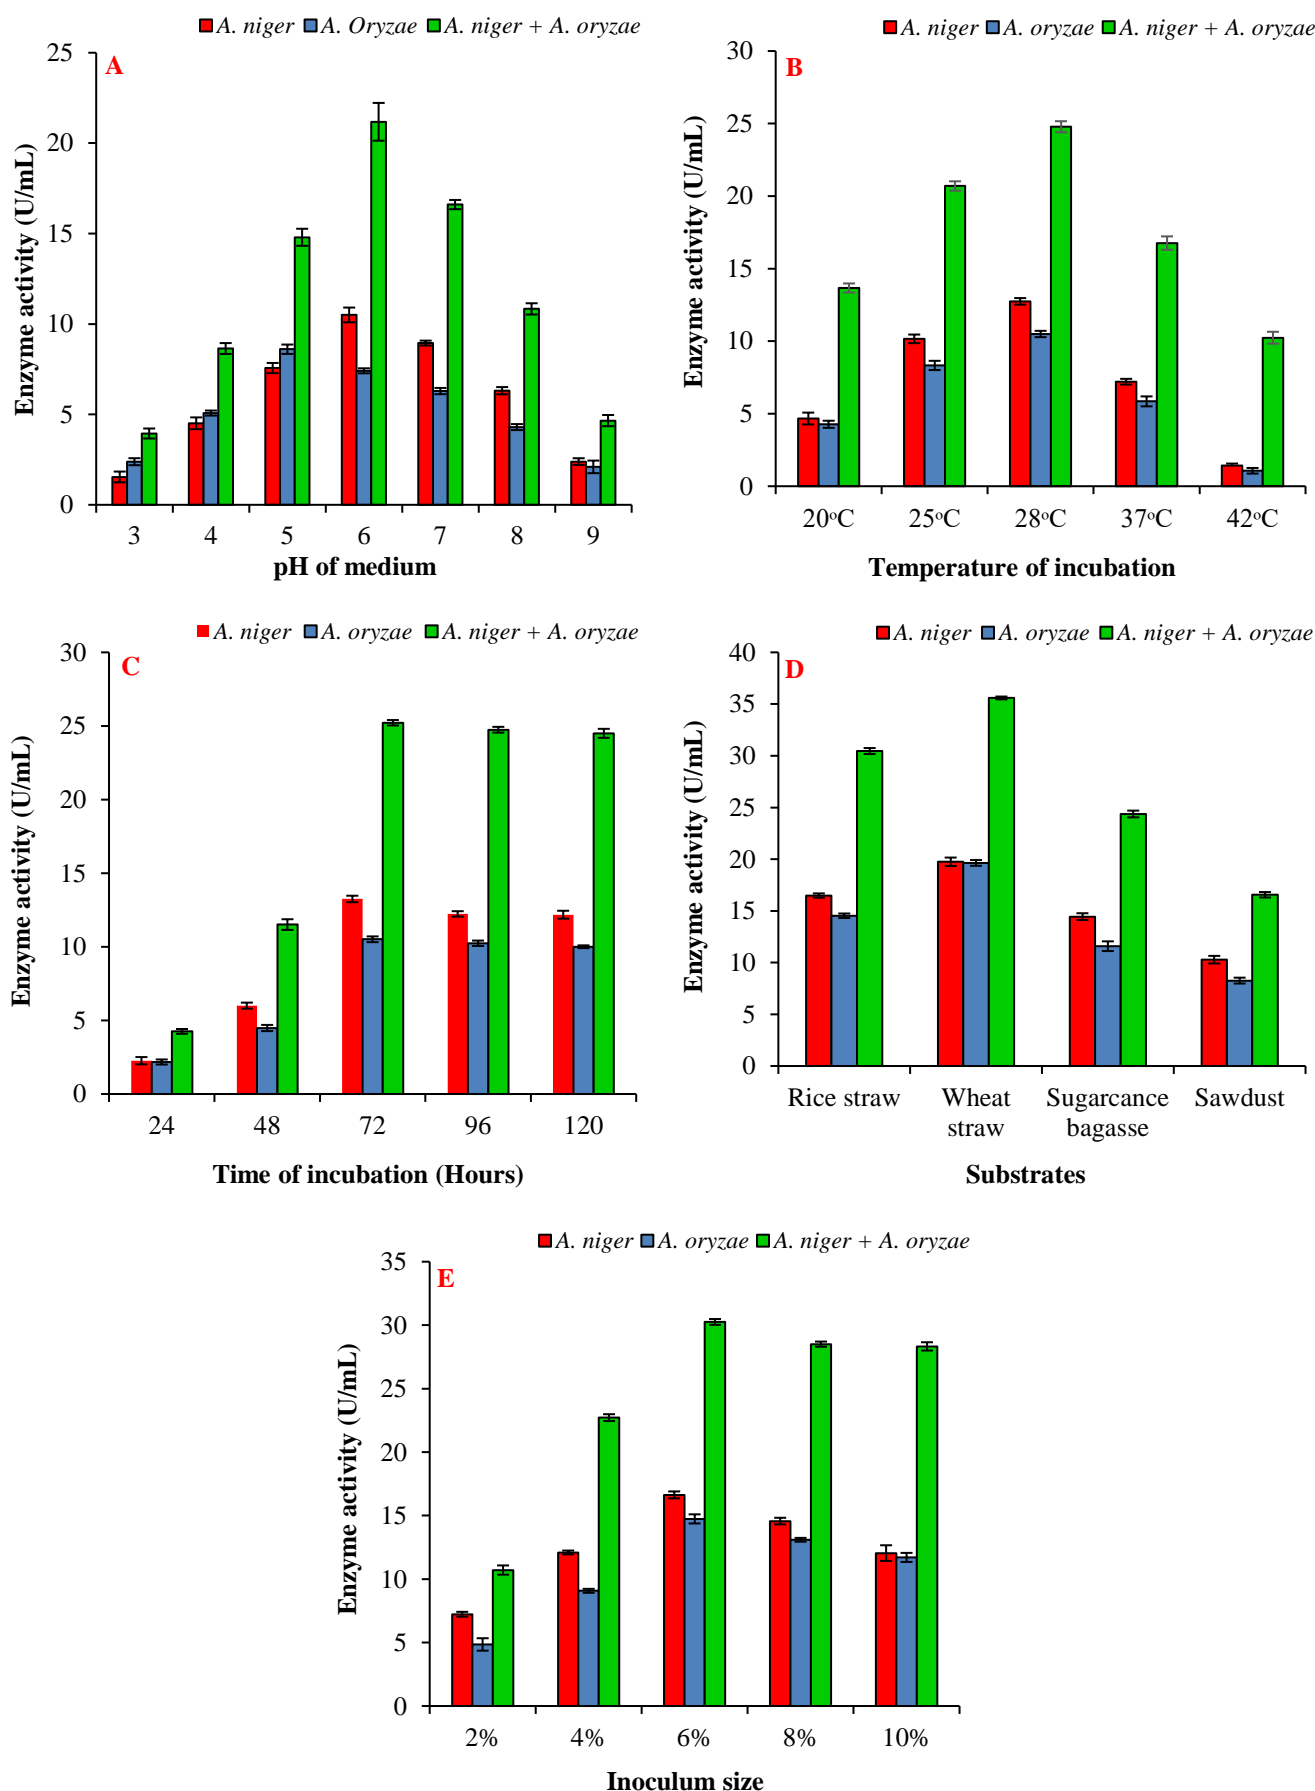 A. niger A. Oryzae A. niger + A. oryzae
A
Enzyme activity (U/mL)
25
20
15
10
5
0
3 4 5 6 7 8 9
pH of medium
A. niger A. oryzae A. niger + A. oryzae
B
Enzyme activity (U/mL)
30
25
20
15
10
5
0
20°C 25°C 28°C 37°C 42°C
Temperature of incubation
A. niger A. oryzae A. niger + A. oryzae
C
Enzyme activity (U/mL)
30
25
20
15
10
5
0
24 48 72 96 120
Time of incubation (Hours)
A. niger A. oryzae A. niger + A. oryzae
D
Enzyme activity (U/mL)
40
35
30
25
20
15
10
5
0
Rice straw Wheat Sugarcance Sawdust
straw bagasse
Substrates
A. niger A. oryzae A. niger + A. oryzae
E
Enzyme activity (U/mL)
35
30
25
20
15
10
5
0
2% 4% 6% 8% 10%
Inoculum size